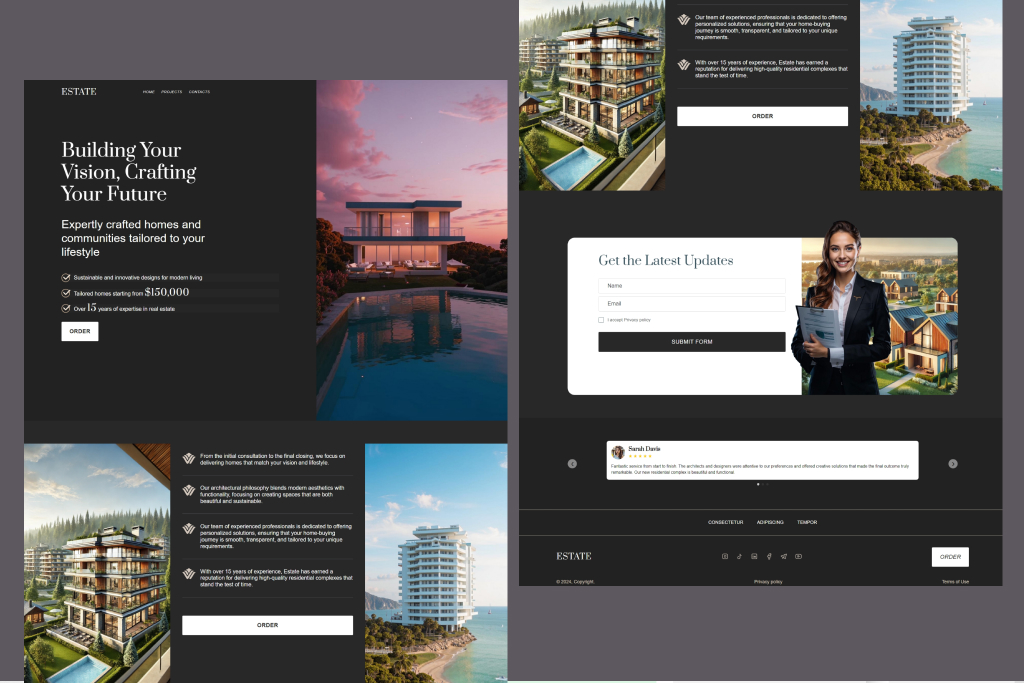 ESTATE
HOME PROJECTS CONTACTS
Building Your
Vision, Crafting
Your Future
Expertly crafted homes and
communities tailored to your
lifestyle
Sustainable and innovative designs for modern living
Tailored homes starting from $150,000
Over 15 years of expertise in real estate
ORDER
From the initial consultation to the final closing, we focus on
delivering homes that match your vision and lifestyle.
Our architectural philosophy blends modern aesthetics with
functionality, focusing on creating spaces that are both
beautiful and sustainable.
Our team of experienced professionals is dedicated to offering
personalized solutions, ensuring that your home-buying
journey is smooth, transparent, and tailored to your unique
requirements.
With over 15 years of experience, Estate has earned a
reputation for delivering high-quality residential complexes that
stand the test of time.
ORDER
Our team of experienced professionals is dedicated to offering
personalized solutions, ensuring that your home-buying
journey is smooth, transparent, and tailored to your unique
requirements.
With over 15 years of experience, Estate has earned a
reputation for delivering high-quality residential complexes that
stand the test of time.
ORDER
Get the Latest Updates
Name
Email
I accept Privacy policy
SUBMIT FORM
Sarah Davis
Fantastic service from start to finish. The architects and designers were attentive to our preferences and offered creative solutions that made the final outcome truly
remarkable. Our new residential complex is beautiful and functional.
CONSECTETUR ADIPISCING TEMPOR
ESTATE
ORDER
© 2024, Copyright. Privacy policy Terms of Use